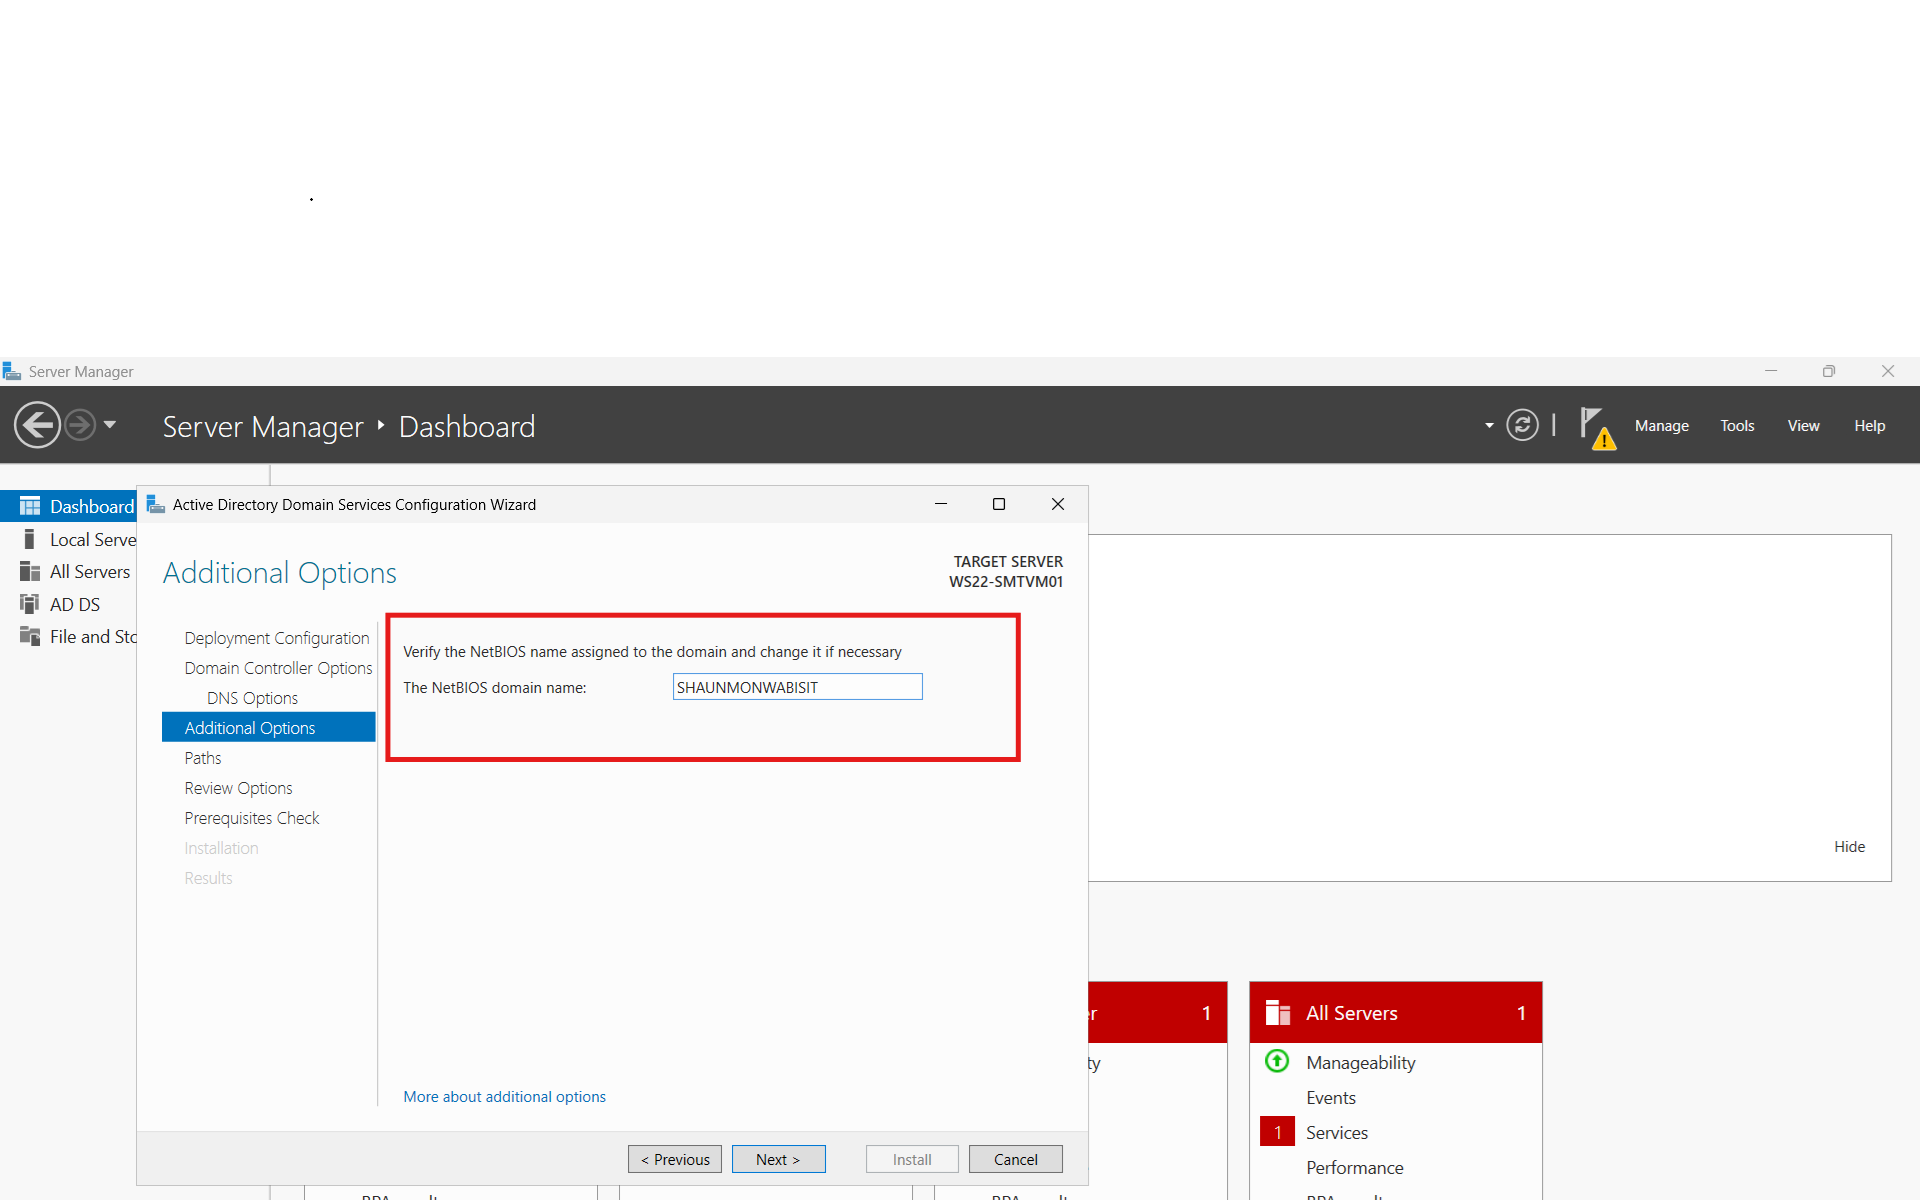 Server Manager
Server Manager ‣ Dashboard
Manage Tools View Help
Dashboard
Local Serve
All Servers
AD DS
File and Sto
Active Directory Domain Services Configuration Wizard
Additional Options
TARGET SERVER
WS22-SMTVM01
Deployment Configuration
Domain Controller Options
DNS Options
Additional Options
Paths
Review Options
Prerequisites Check
Installation
Results
Verify the NetBIOS name assigned to the domain and change it if necessary
The NetBIOS domain name: SHAUNMONWABISIT
More about additional options
< Previous Next > Install Cancel
Hide
er 1
ty
All Servers 1
Manageability
Events
1 Services
Performance